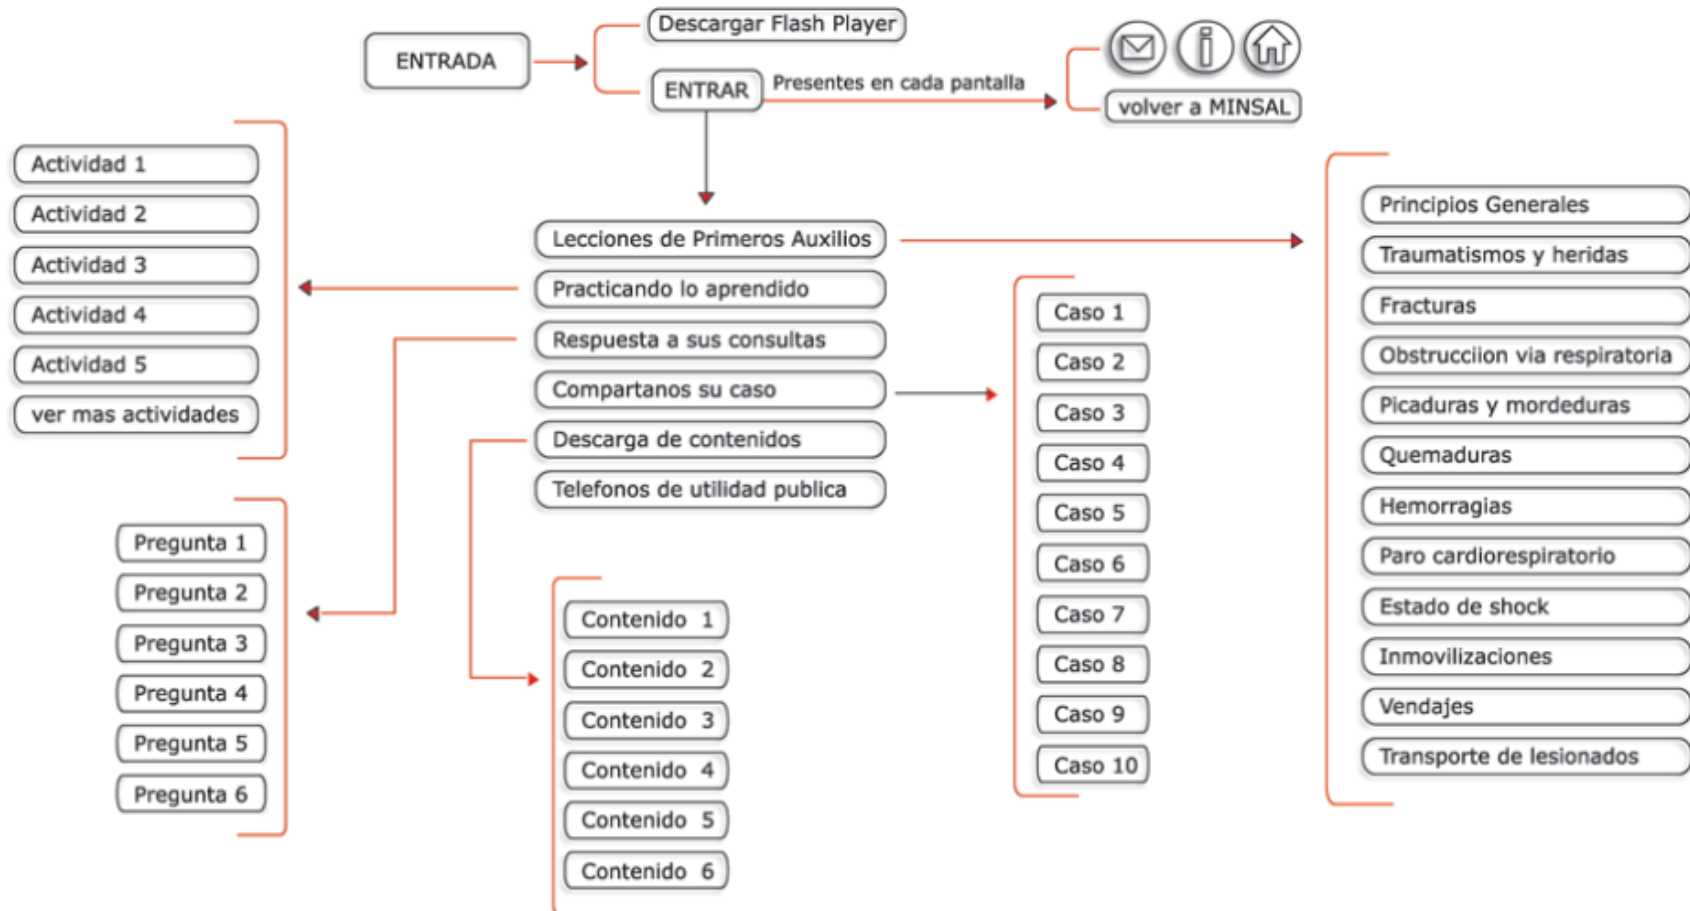 ENTRADA
Descargar Flash Player
ENTRAR
Presentes en cada pantalla
volver a MINSAL
Actividad 1
Actividad 2
Actividad 3
Actividad 4
Actividad 5
ver mas actividades
Lecciones de Primeros Auxilios
Practicando lo aprendido
Respuesta a sus consultas
Compartanos su caso
Descarga de contenidos
Telefonos de utilidad publica
Pregunta 1
Pregunta 2
Pregunta 3
Pregunta 4
Pregunta 5
Pregunta 6
Contenido 1
Contenido 2
Contenido 3
Contenido 4
Contenido 5
Contenido 6
Caso 1
Caso 2
Caso 3
Caso 4
Caso 5
Caso 6
Caso 7
Caso 8
Caso 9
Caso 10
Principios Generales
Traumatismos y heridas
Fracturas
Obstrucciion via respiratoria
Picaduras y mordeduras
Quemaduras
Hemorragias
Paro cardiorespiratorio
Estado de shock
Inmovilizaciones
Vendajes
Transporte de lesionados